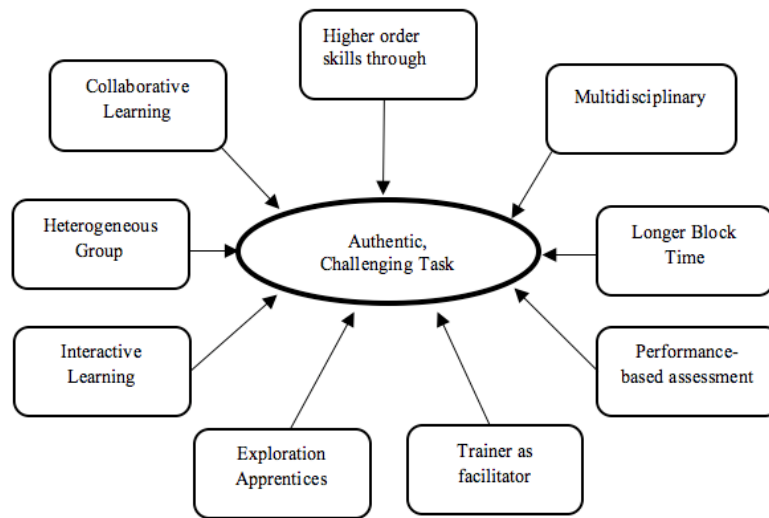 Higher order
skills through
Collaborative
Learning
Multidisciplinary
Heterogeneous
Group
Authentic,
Challenging Task
Longer Block
Time
Interactive
Learning
Performance-
based assessment
Exploration
Apprentices
Trainer as
facilitator